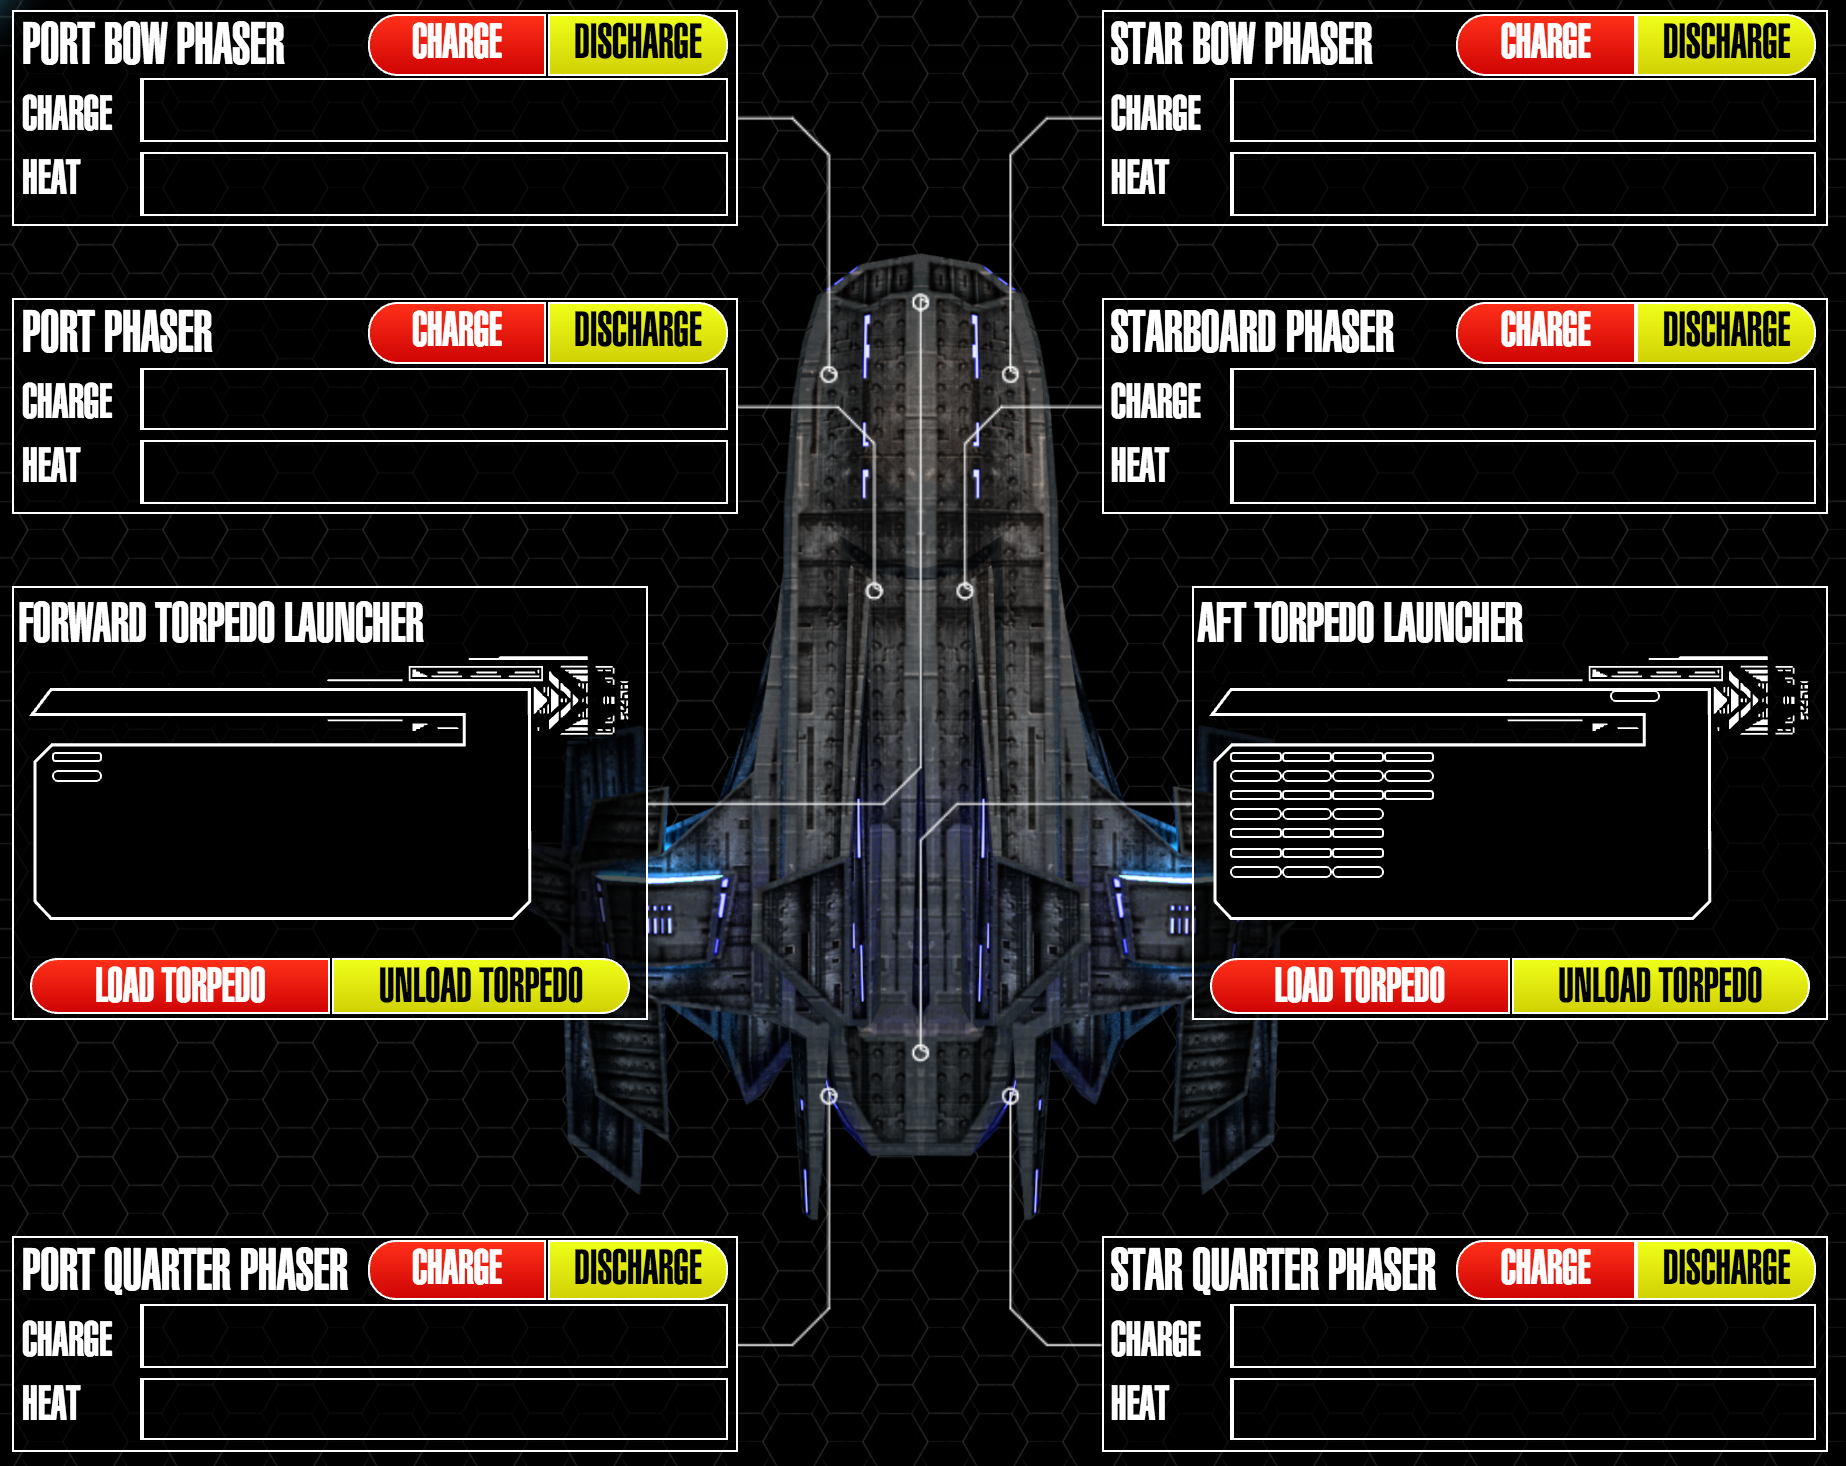 PORT BOW PHASER
CHARGE
DISCHARGE
CHARGE
HEAT
STAR BOW PHASER
CHARGE
DISCHARGE
CHARGE
HEAT
PORT PHASER
CHARGE
DISCHARGE
CHARGE
HEAT
STARBOARD PHASER
CHARGE
DISCHARGE
CHARGE
HEAT
FORWARD TORPEDO LAUNCHER
LOAD TORPEDO
UNLOAD TORPEDO
AFT TORPEDO LAUNCHER
LOAD TORPEDO
UNLOAD TORPEDO
PORT QUARTER PHASER
CHARGE
DISCHARGE
CHARGE
HEAT
STAR QUARTER PHASER
CHARGE
DISCHARGE
CHARGE
HEAT